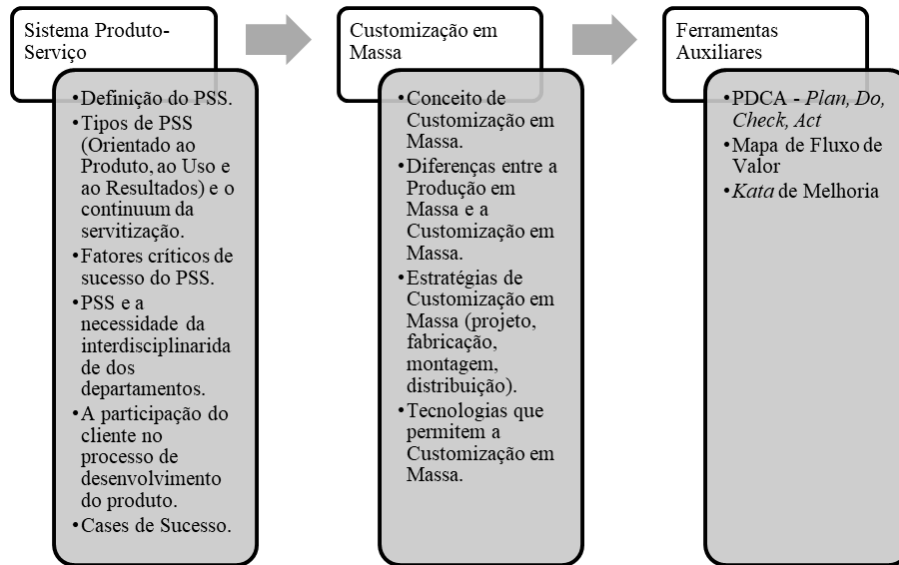 Sistema Produto-
Serviço
•Definição do PSS.
•Tipos de PSS
(Orientado ao
Produto, ao Uso e
ao Resultados) e o
continuum da
servitização.
•Fatores críticos de
sucesso do PSS.
•PSS e a
necessidade da
interdisciplinarida
de dos
departamentos.
•A participação do
cliente no
processo de
desenvolvimento
do produto.
•Cases de Sucesso.
Customização em
Massa
•Conceito de
Customização em
Massa.
•Diferenças entre a
Produção em
Massa e a
Customização em
Massa.
•Estratégias de
Customização em
Massa (projeto,
fabricação,
montagem,
distribuição).
•Tecnologias que
permitem a
Customização em
Massa.
Ferramentas
Auxiliares
•PDCA - Plan, Do,
Check, Act
•Mapa de Fluxo de
Valor
•Kata de Melhoria